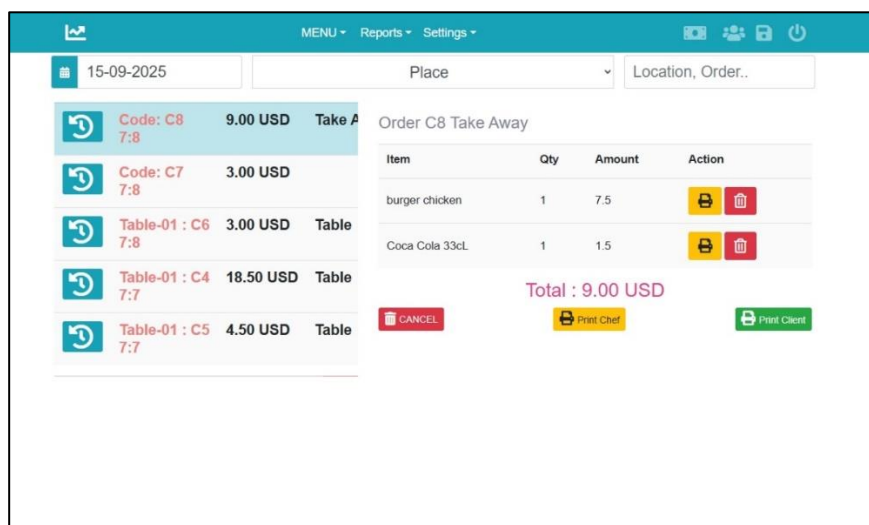 MENU Reports Settings
15-09-2025 Place Location, Order..
Code: C8 9.00 USD Take A
7:8
Code: C7 3.00 USD
7:8
Table-01 : C6 3.00 USD Table
7:8
Table-01 : C4 18.50 USD Table
7:7
Table-01 : C5 4.50 USD Table
7:7
Order C8 Take Away
Item Qty Amount Action
burger chicken 1 7.5
Coca Cola 33cL 1 1.5
Total : 9.00 USD
CANCEL Print Chef Print Client